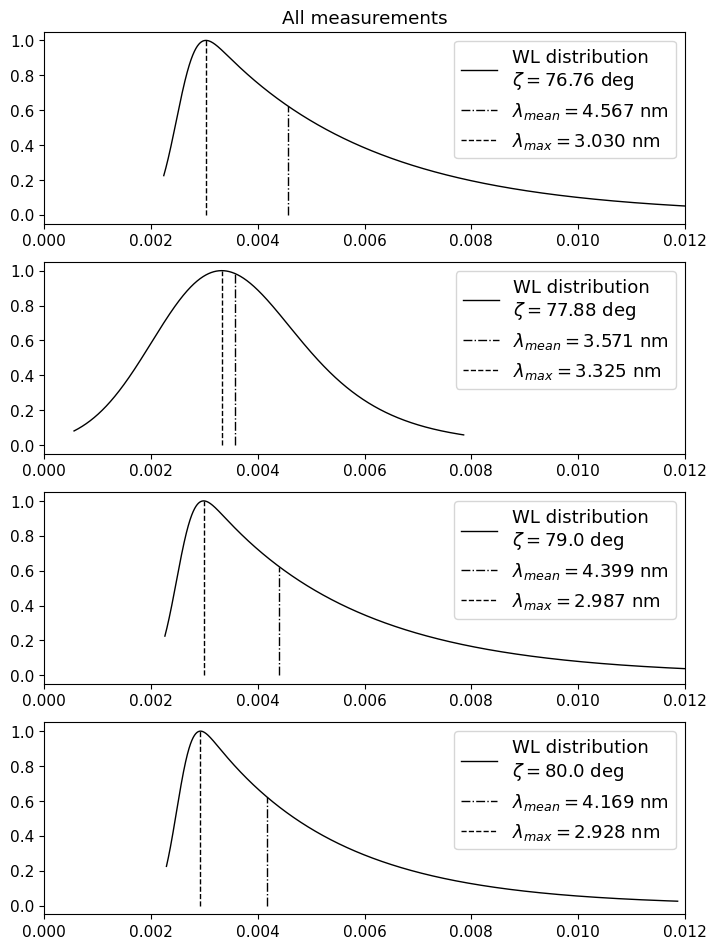 All measurements
1.0
0.8
0.6
0.4
0.2
0.0
WL distribution
ζ = 76.76 deg
λ_mean = 4.567 nm
λ_max = 3.030 nm
0.000 0.002 0.004 0.006 0.008 0.010 0.012
1.0
0.8
0.6
0.4
0.2
0.0
WL distribution
ζ = 77.88 deg
λ_mean = 3.571 nm
λ_max = 3.325 nm
0.000 0.002 0.004 0.006 0.008 0.010 0.012
1.0
0.8
0.6
0.4
0.2
0.0
WL distribution
ζ = 79.0 deg
λ_mean = 4.399 nm
λ_max = 2.987 nm
0.000 0.002 0.004 0.006 0.008 0.010 0.012
1.0
0.8
0.6
0.4
0.2
0.0
WL distribution
ζ = 80.0 deg
λ_mean = 4.169 nm
λ_max = 2.928 nm
0.000 0.002 0.004 0.006 0.008 0.010 0.012